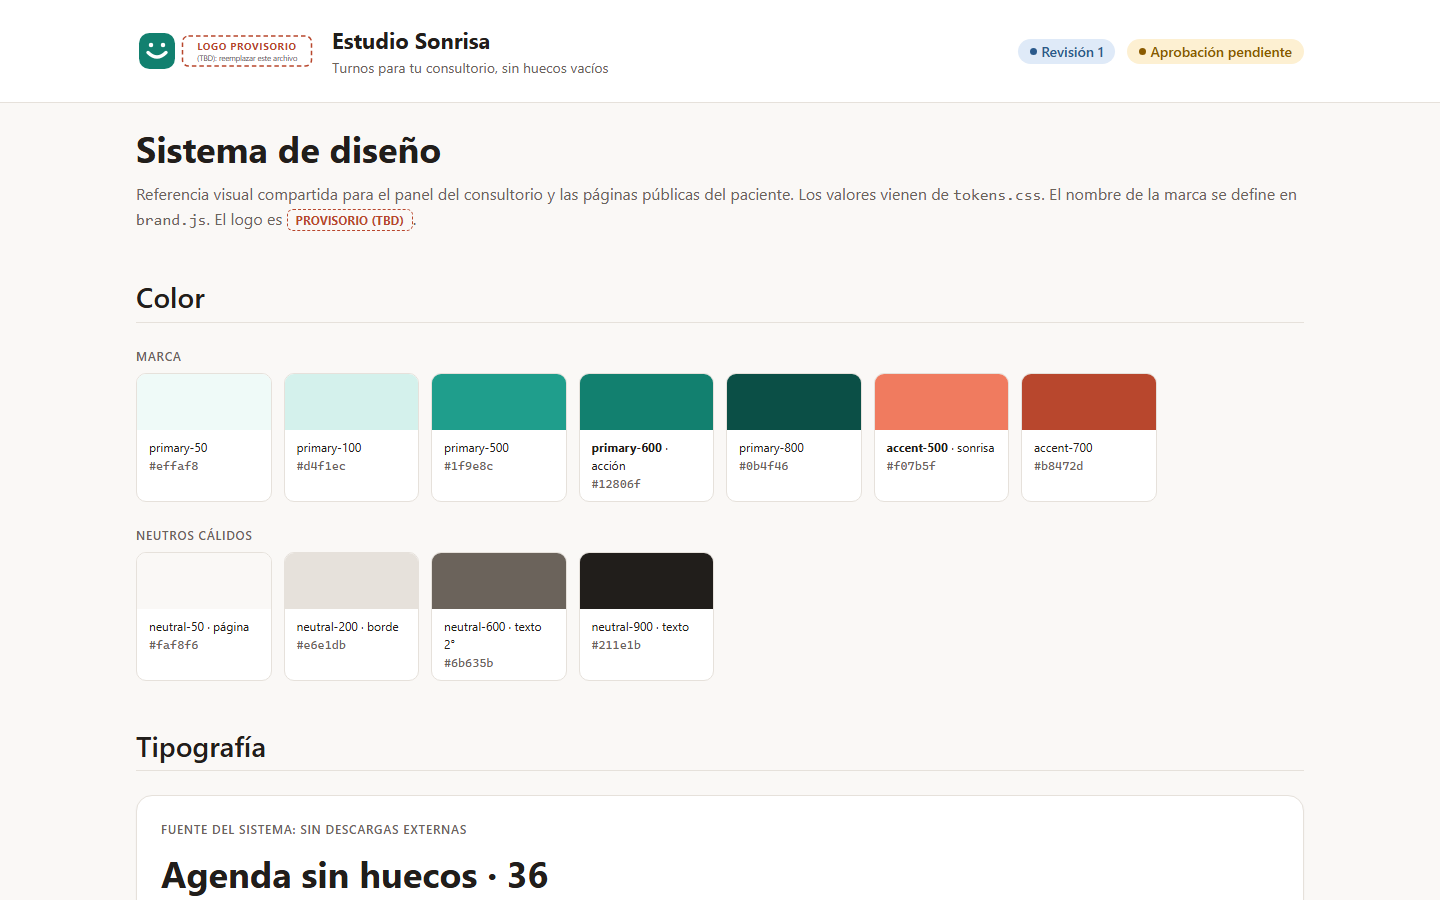 LOGO PROVISORIO
(TBD): reemplazar este archivo
Estudio Sonrisa
Turnos para tu consultorio, sin huecos vacíos
Revisión 1
Aprobación pendiente
Sistema de diseño
Referencia visual compartida para el panel del consultorio y las páginas públicas del paciente. Los valores vienen de tokens.css. El nombre de la marca se define en
brand.js. El logo es PROVISORIO (TBD).
Color
MARCA
primary-50
#effaf8
primary-100
#d4f1ec
primary-500
#1f9e8c
primary-600 ·
acción
#12806f
primary-800
#0b4f46
accent-500 · sonrisa
#f07b5f
accent-700
#b8472d
NEUTROS CÁLIDOS
neutral-50 · página
#faf8f6
neutral-200 · borde
#e6e1db
neutral-600 · texto
2°
#6b635b
neutral-900 · texto
#211e1b
Tipografía
FUENTE DEL SISTEMA: SIN DESCARGAS EXTERNAS
Agenda sin huecos · 36